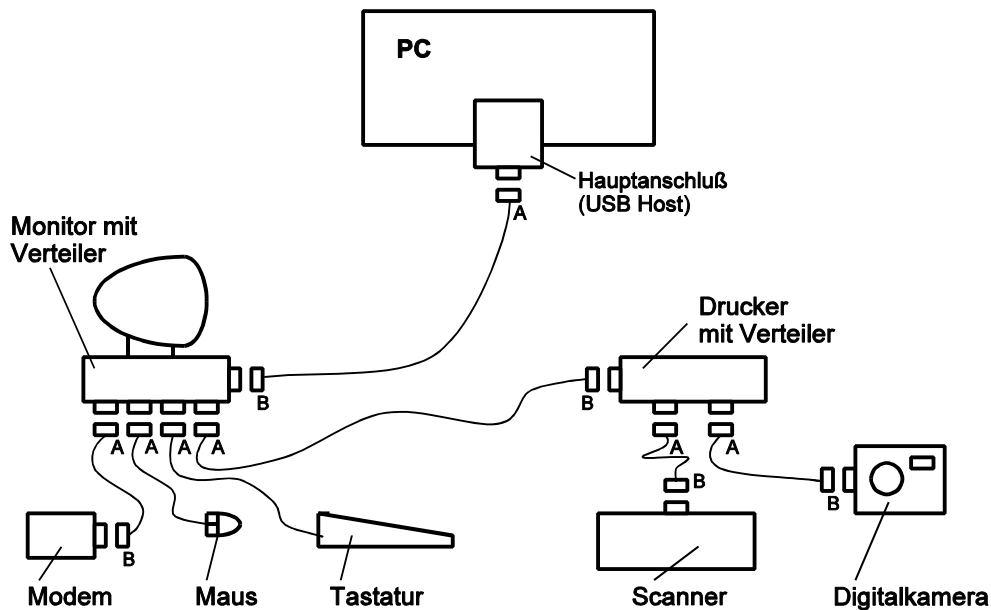 PC
Hauptanschluß
(USB Host)
A
Monitor mit
Verteiler
Drucker
mit Verteiler
B
B
A
A
A
A
A
A
B
B
B
Modem
Maus
Tastatur
Scanner
Digitalkamera